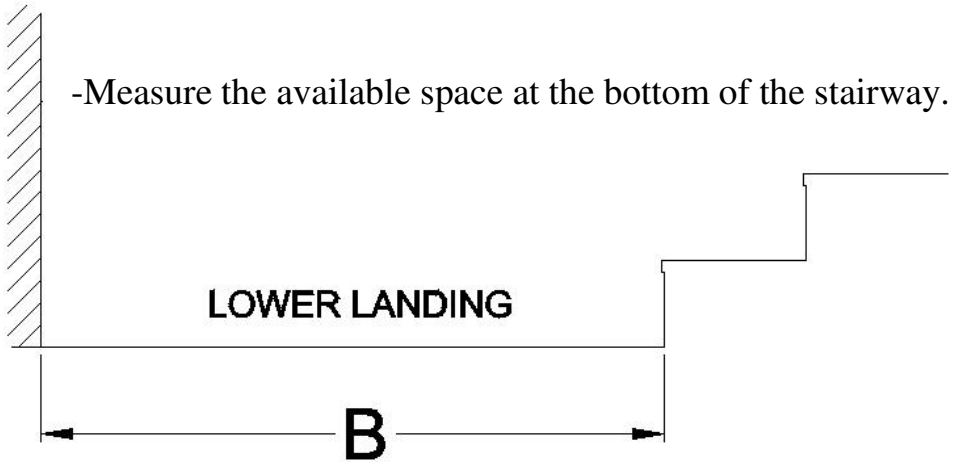 -Measure the available space at the bottom of the stairway.
LOWER LANDING
B